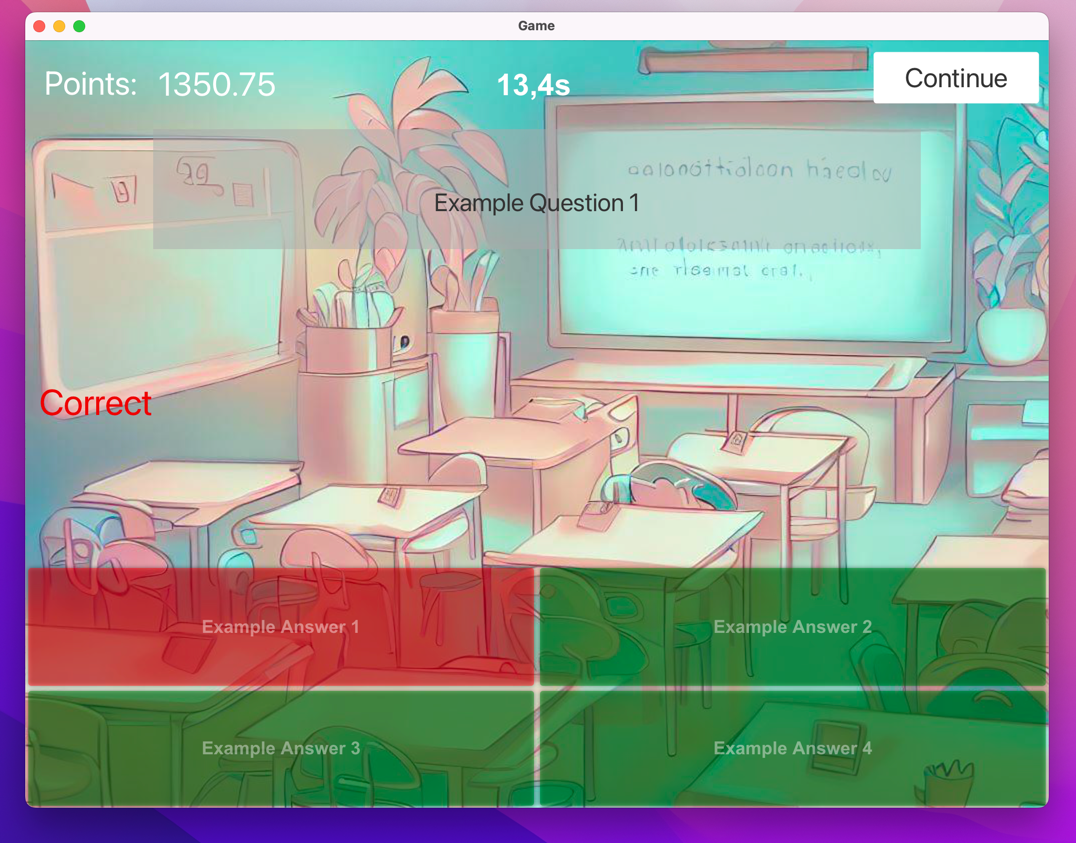 Game
Points: 1350.75
13,4s
Continue
Example Question 1
Correct
Example Answer 1
Example Answer 2
Example Answer 3
Example Answer 4